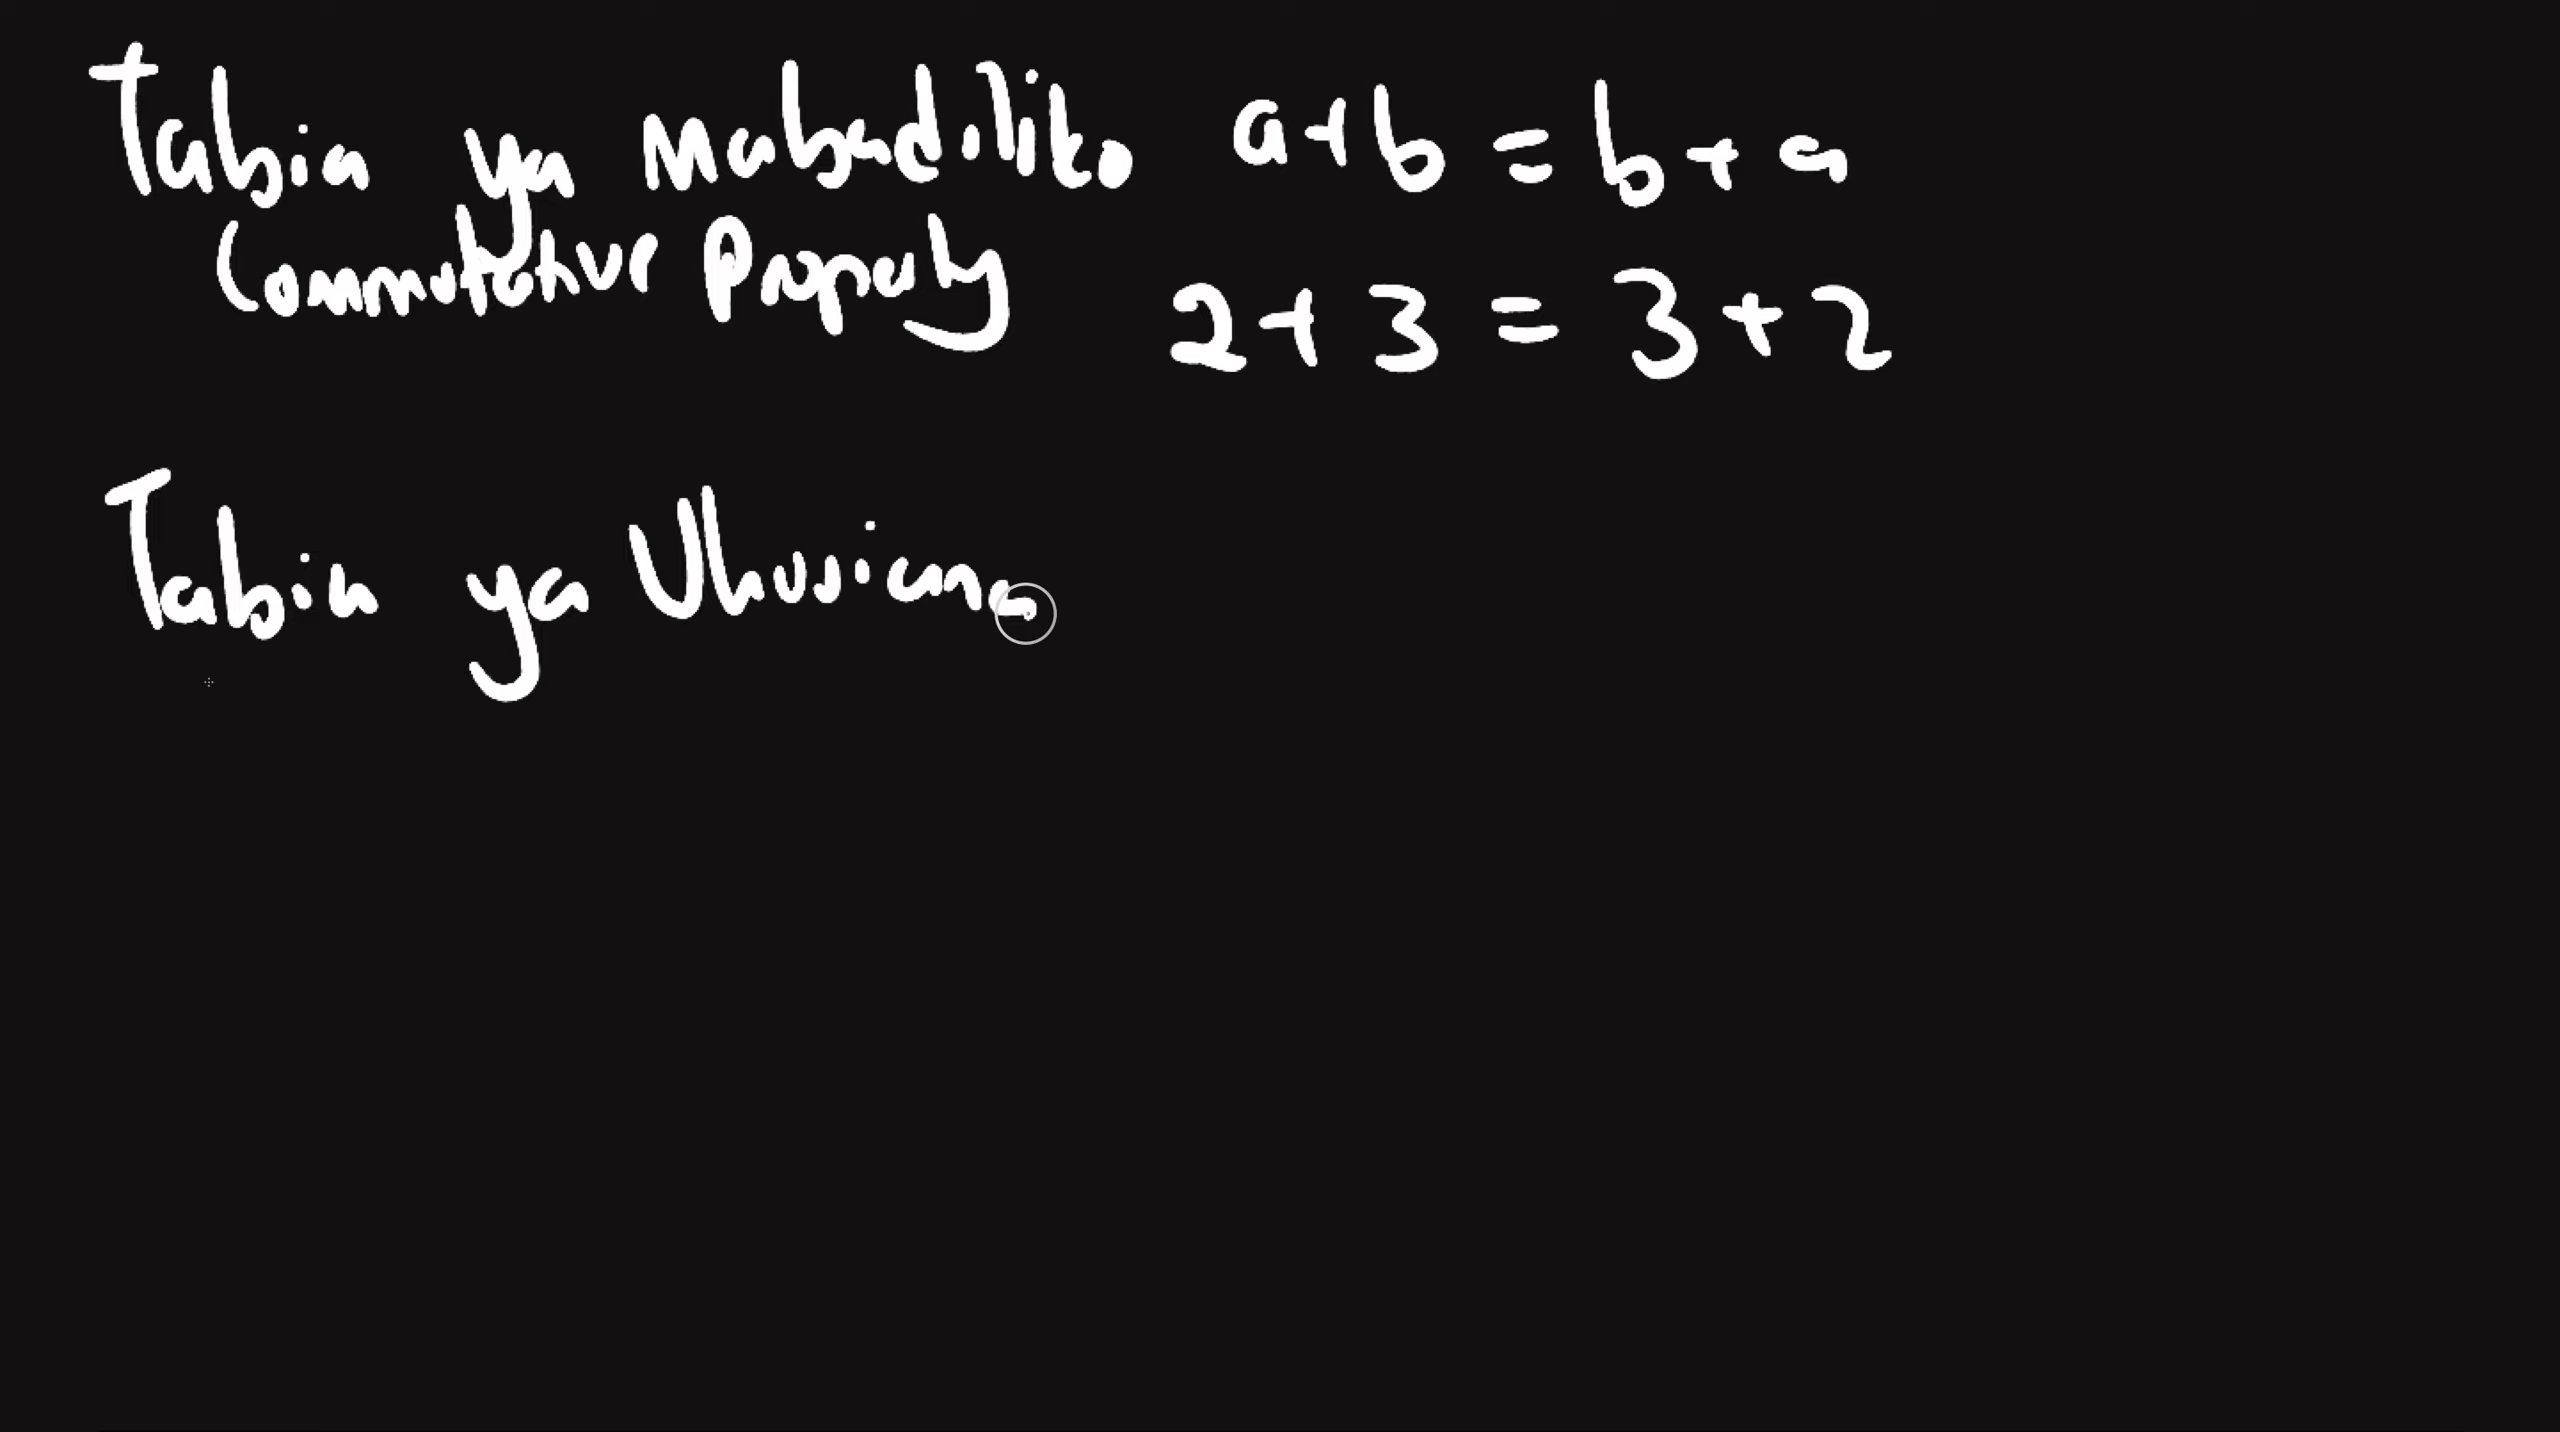 Tabia ya Mabadiliko a+b = b+a
Commutative Property 2+3 = 3+2
Tabia ya Uhusiano